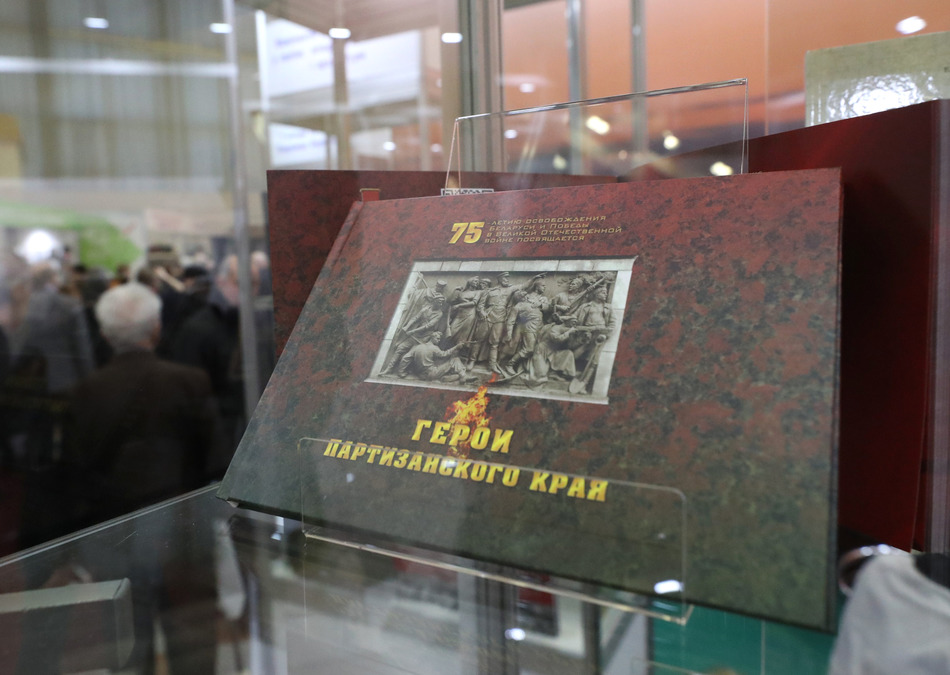 75 ЛЕТИЮ ОСВОБОЖДЕНИЯ
БЕЛАРУСИ И ПОБЕДЫ
В ВЕЛИКОЙ ОТЕЧЕСТВЕННОЙ
ВОЙНЕ ПОСВЯЩАЕТСЯ
ГЕРОИ
ПАРТИЗАНСКОГО КРАЯ